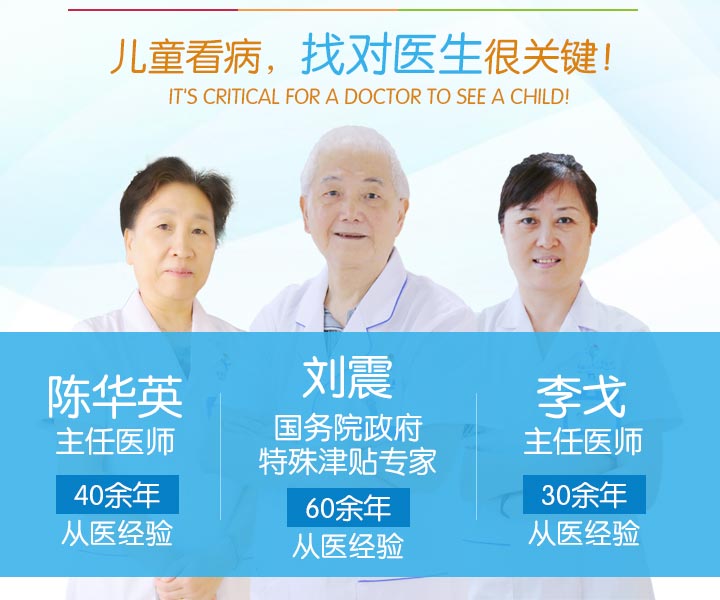 儿童看病，找对医生很关键！
IT'S CRITICAL FOR A DOCTOR TO SEE A CHILD!
陈华英
主任医师
40余年
从医经验
刘震
国务院政府
特殊津贴专家
60余年
从医经验
李戈
主任医师
30余年
从医经验